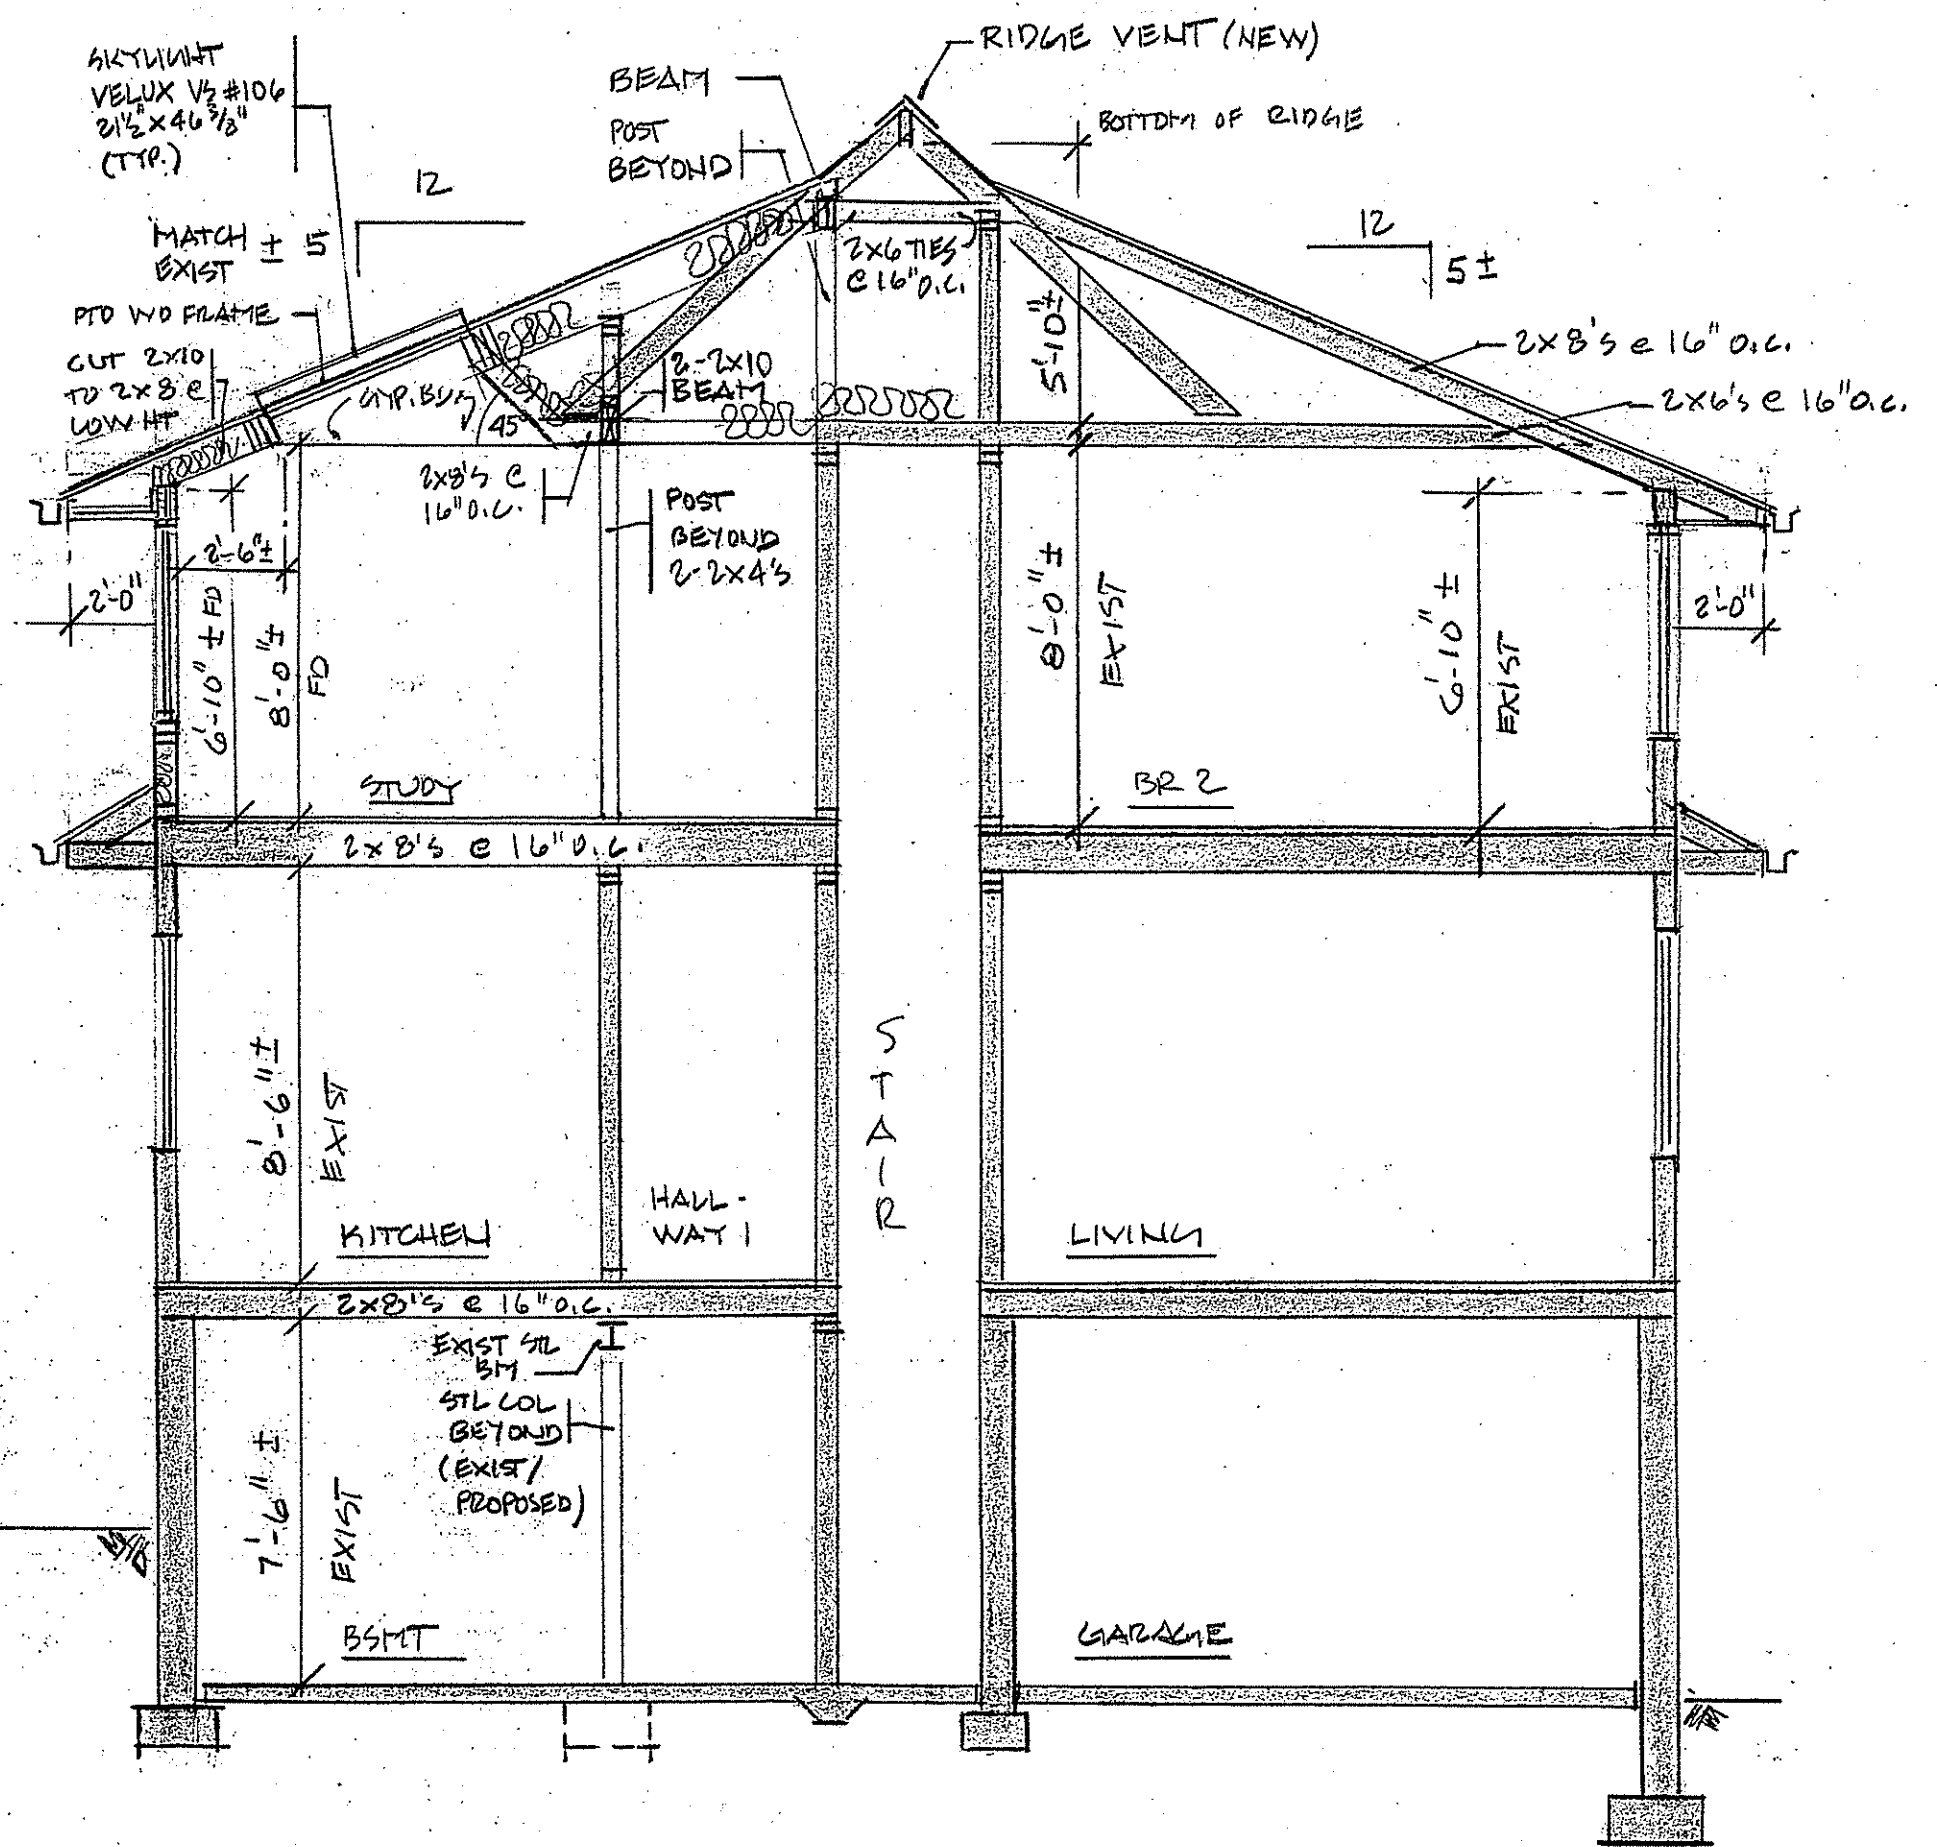 SKYLIGHT
VELUX VS #106
21½" X 46 3/8"
(TYP.)
BEAM
POST
BEYOND
RIDGE VENT (NEW)
BOTTOM OF RIDGE
12
MATCH ± 5
EXIST
12
5 ±
PTD WD FRAME
CUT 2X10
TO 2X8 @
LOW HT
GYP. BD.
45°
2-2X10
BEAM
2X6 TIES
@ 16" O.C.
5'-10" ±
2X8'S @ 16" O.C.
2X6'S @ 16" O.C.
2X8'S @
16" O.C.
POST
BEYOND
2-2X4'S
2'-6" ±
2'-0"
6'-10" ± FD
8'-0" ±
FD
8'-0" ±
EXIST
6'-10" ±
EXIST
2'-0"
STUDY
BR 2
2X8'S @ 16" O.C.
8'-6" ±
EXIST
STAIR
KITCHEN
HALL-
WAY 1
LIVING
2X8'S @ 16" O.C.
EXIST STL
BM
STL COL
BEYOND
(EXIST/
PROPOSED)
7'-6" ±
EXIST
BSMT
GARAGE